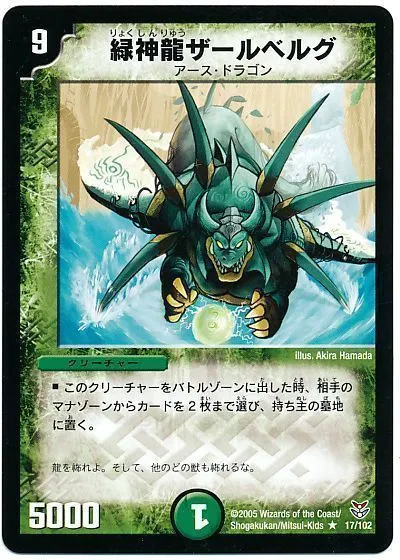 9
りょくしんりゅう
緑神龍ザールベルグ
アース・ドラゴン
illus. Akira Hamada
クリーチャー
■ このクリーチャーをバトルゾーンに出した時、相手の
マナゾーンからカードを2枚まで選び、持ち主の墓地
に置く。
龍を怖れよ。そして、他のどの獣も怖れるな。
5000
1
©2005 Wizards of the Coast/
Shogakukan/Mitsui-Kids ★ 17/102